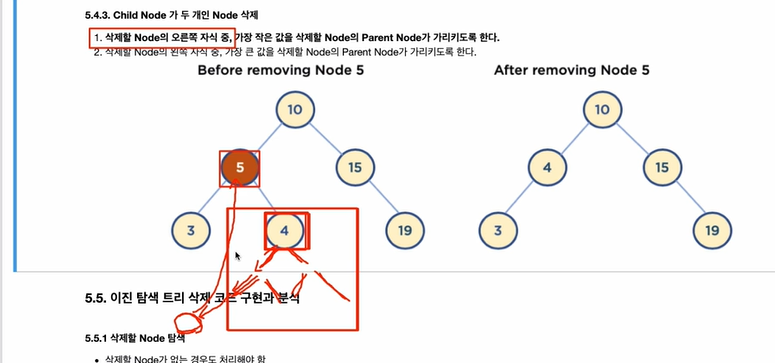 5.4.3. Child Node 가 두 개인 Node 삭제
1. 삭제할 Node의 오른쪽 자식 중, 가장 작은 값을 삭제할 Node의 Parent Node가 가리키도록 한다.
2. 삭제할 Node의 왼쪽 자식 중, 가장 큰 값을 삭제할 Node의 Parent Node가 가리키도록 한다.
Before removing Node 5
After removing Node 5
10
5
15
3
4
19
10
4
15
3
19
5.5. 이진 탐색 트리 삭제 코드 구현과 분석
5.5.1 삭제할 Node 탐색
• 삭제할 Node가 없는 경우도 처리해야 함